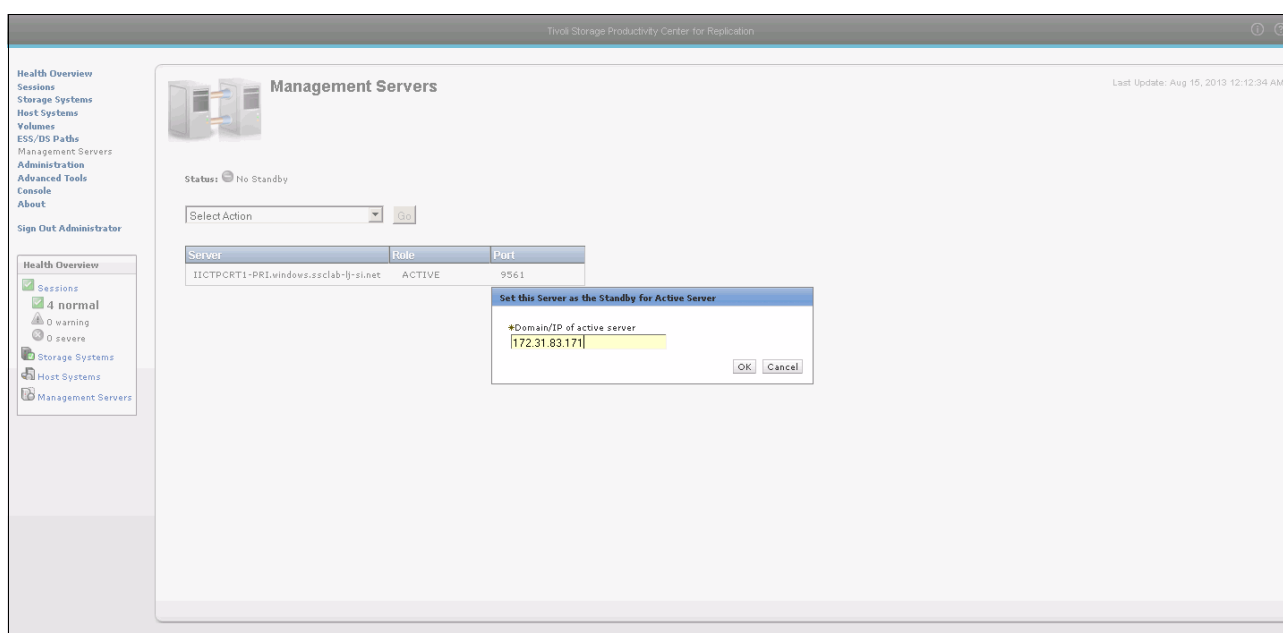 Tivoli Storage Productivity Center for Replication
Health Overview
Sessions
Storage Systems
Host Systems
Volumes
ESS/DS Paths
Management Servers
Administration
Advanced Tools
Console
About
Sign Out Administrator
Health Overview
Sessions
4 normal
0 warning
0 severe
Storage Systems
Host Systems
Management Servers
Management Servers
Last Update: Aug 15, 2013 12:12:34 AM
Status: No Standby
Select Action Go
Server Role Port
IICTPCRT1-PRI.windows.ssclab-lj-si.net ACTIVE 9561
Set this Server as the Standby for Active Server
*Domain/IP of active server
172.31.83.171
OK Cancel